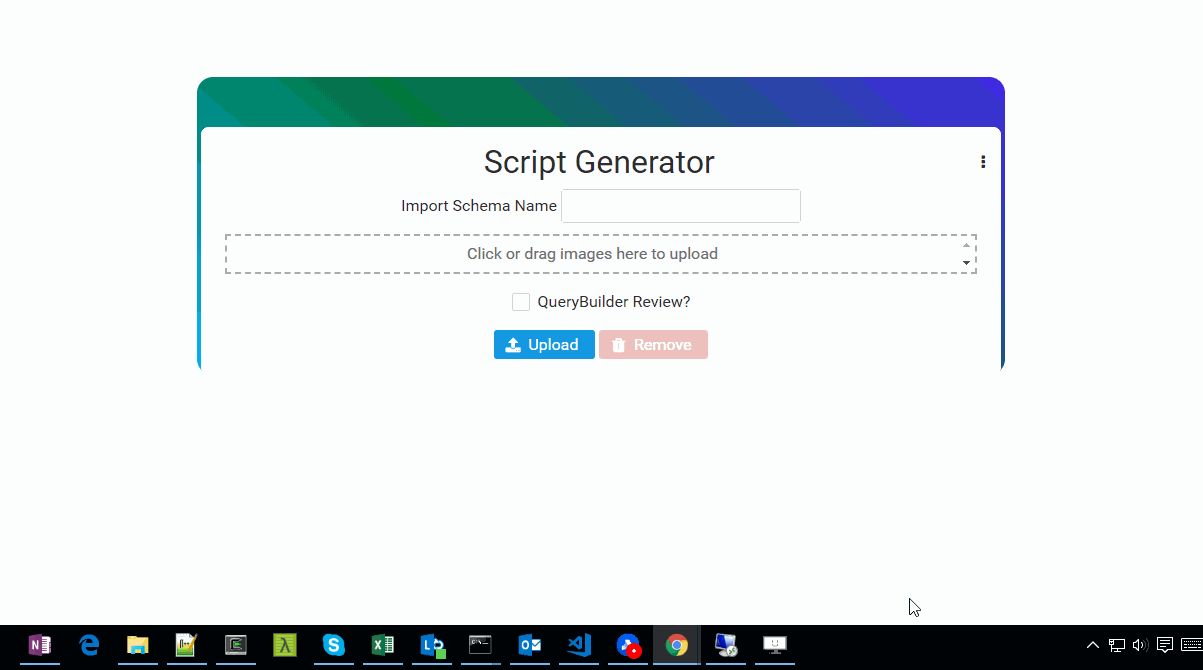 Script Generator
Import Schema Name
Click or drag images here to upload
QueryBuilder Review?
Upload Remove